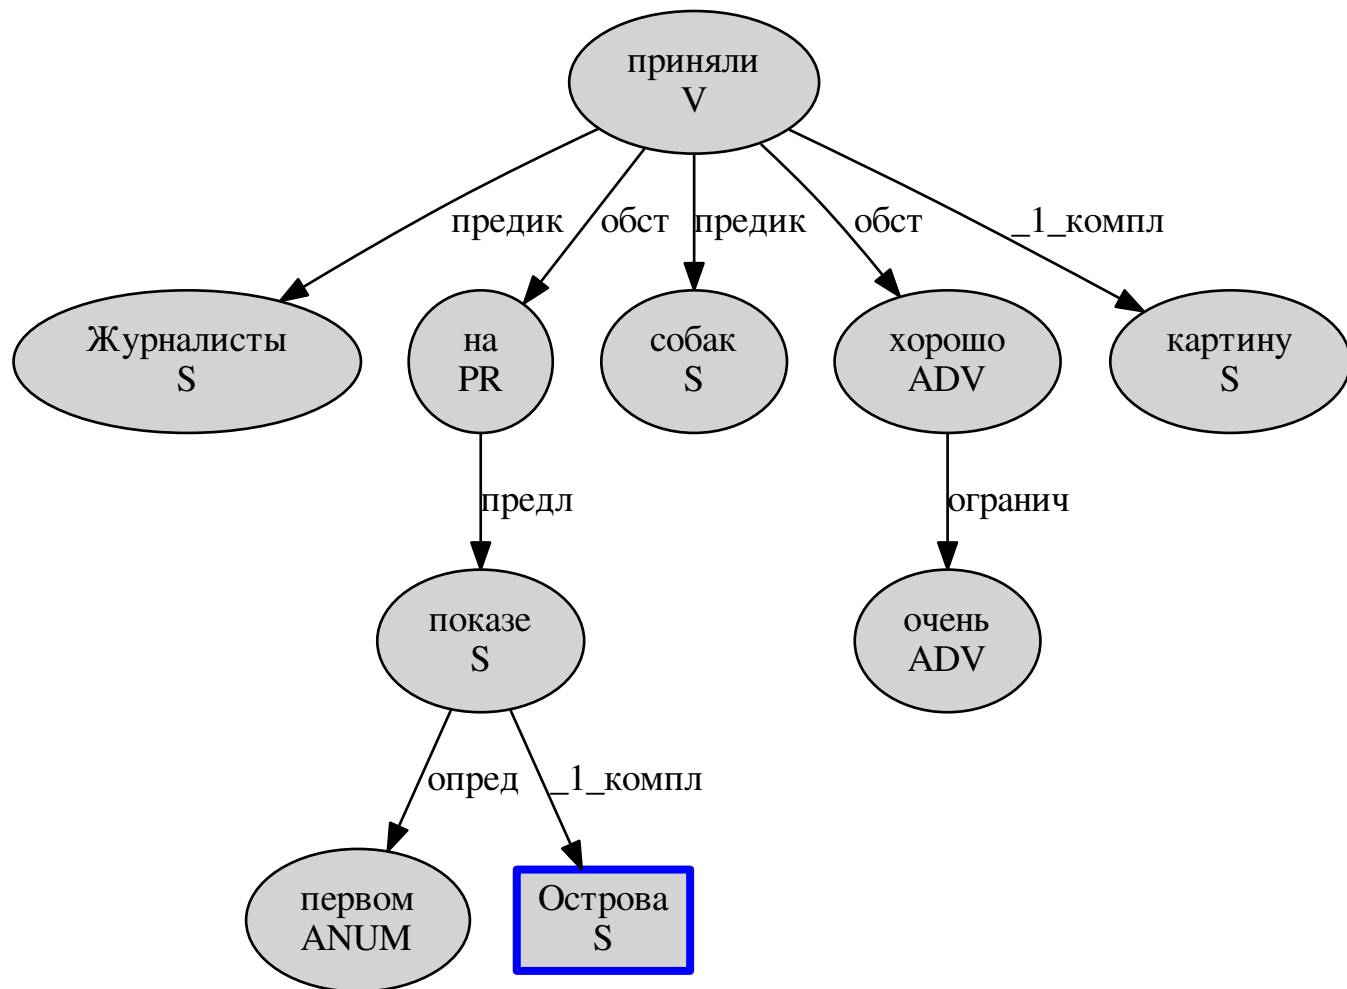 приняли
V
предик
обст
предик
обст
_1_компл
Журналисты
S
на
PR
собак
S
хорошо
ADV
картину
S
предл
огранич
показе
S
очень
ADV
опред
_1_компл
первом
ANUM
Острова
S